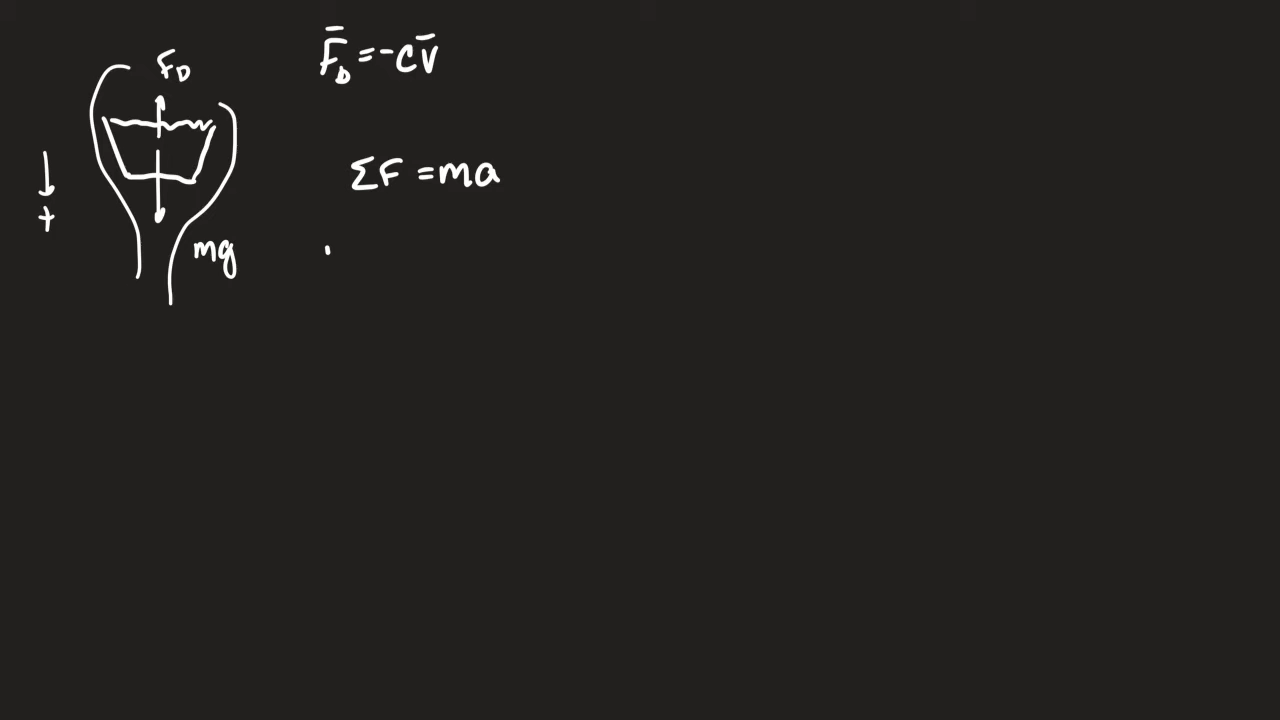 F_D
F̄_D = -cv̄
ΣF = ma
+
mg